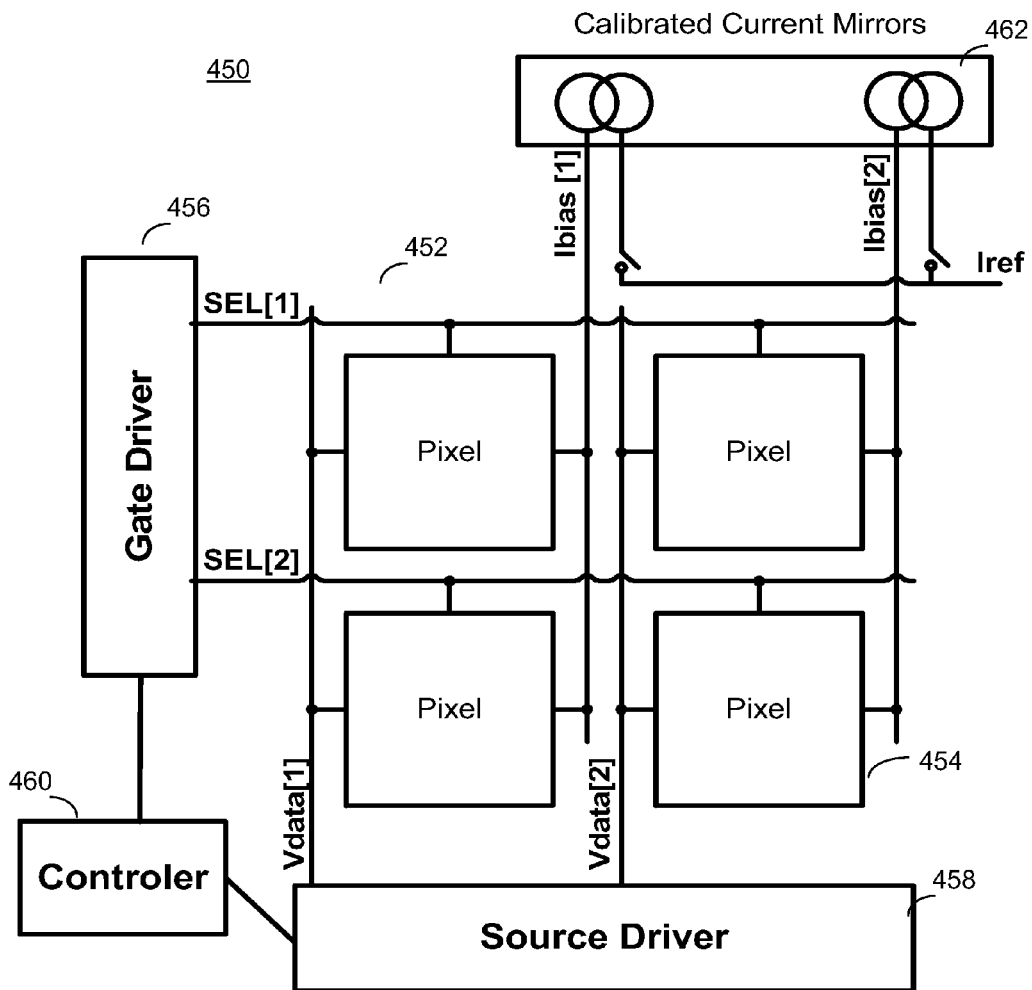 Calibrated Current Mirrors
462
450
Ibias [1]
Ibias[2]
456
452
Iref
SEL[1]
Gate Driver
Pixel
Pixel
SEL[2]
Pixel
Pixel
454
460
Vdata[1]
Vdata[2]
Controler
458
Source Driver